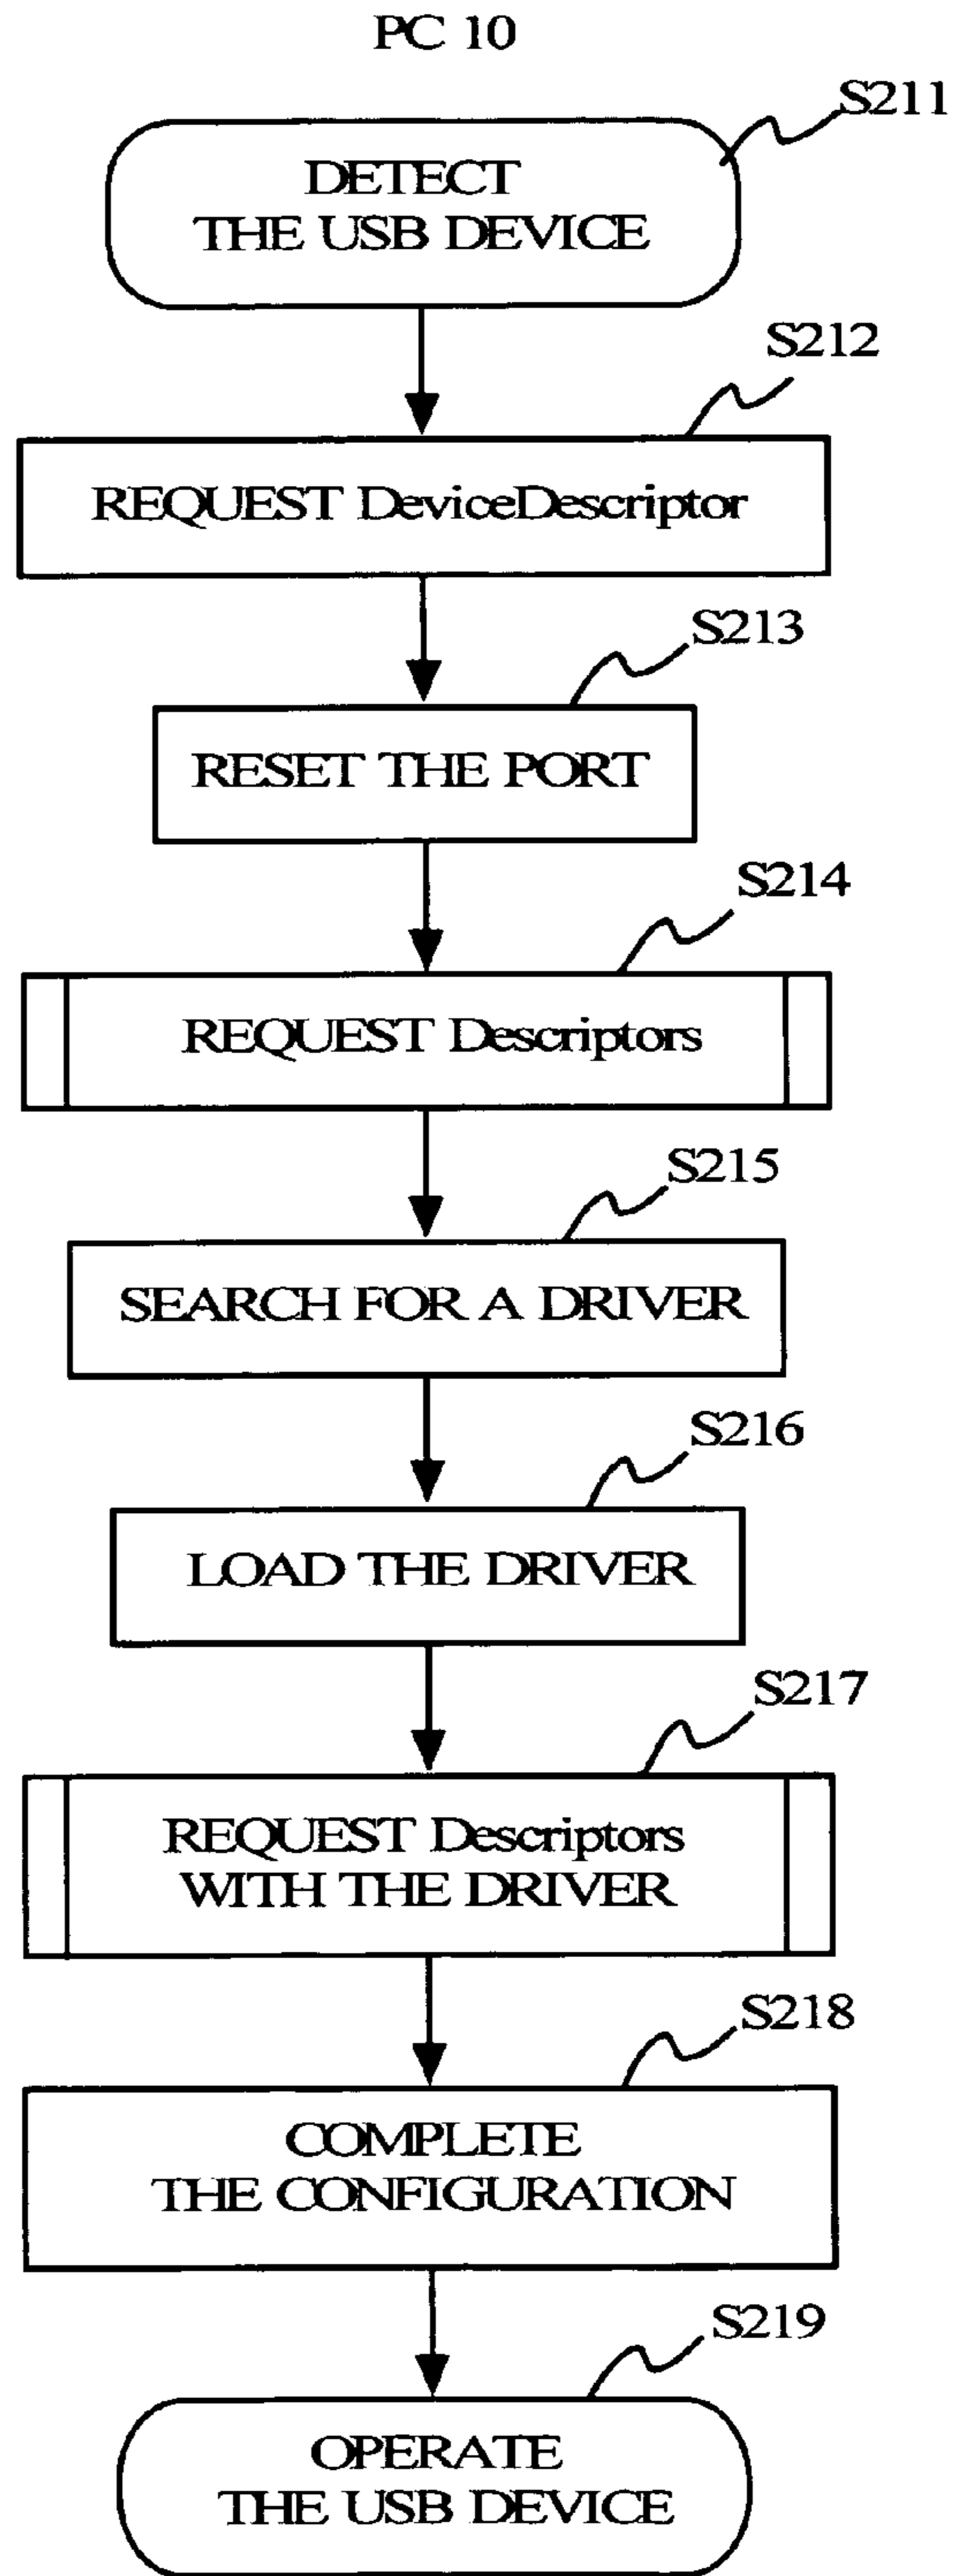 PC 10
S211
DETECT
THE USB DEVICE
S212
REQUEST DeviceDescriptor
S213
RESET THE PORT
S214
REQUEST Descriptors
S215
SEARCH FOR A DRIVER
S216
LOAD THE DRIVER
S217
REQUEST Descriptors
WITH THE DRIVER
S218
COMPLETE
THE CONFIGURATION
S219
OPERATE
THE USB DEVICE